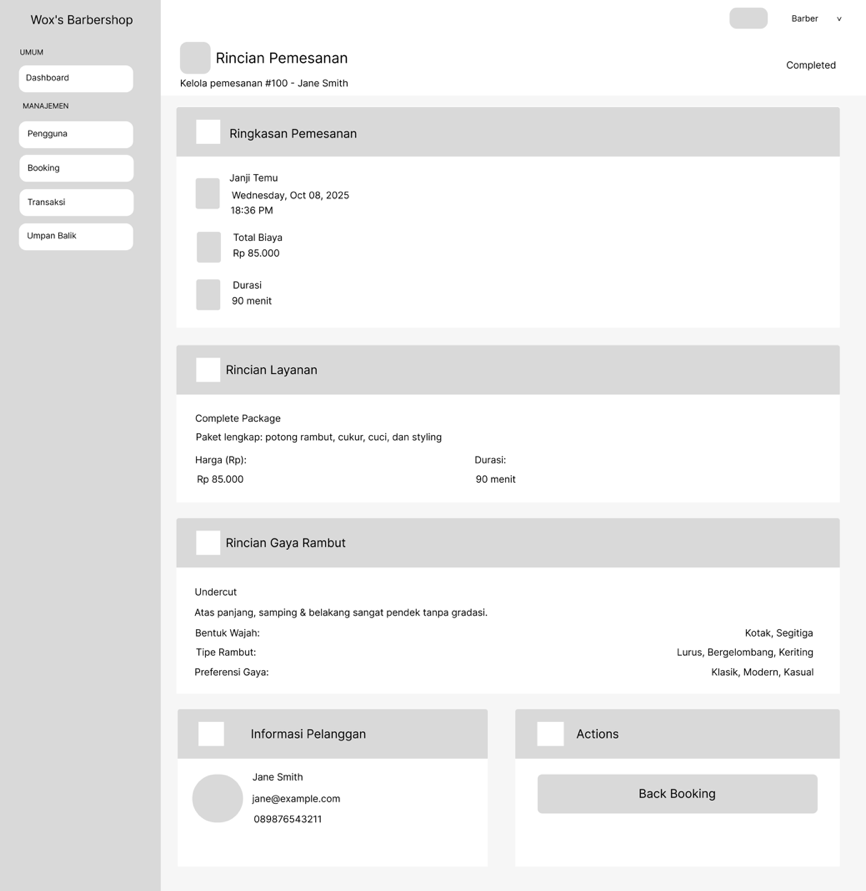 Wox's Barbershop
UMUM
Dashboard
MANAJEMEN
Pengguna
Booking
Transaksi
Umpan Balik
Barber v
Rincian Pemesanan
Kelola pemesanan #100 - Jane Smith
Completed
Ringkasan Pemesanan
Janji Temu
Wednesday, Oct 08, 2025
18:36 PM
Total Biaya
Rp 85.000
Durasi
90 menit
Rincian Layanan
Complete Package
Paket lengkap: potong rambut, cukur, cuci, dan styling
Harga (Rp): Durasi:
Rp 85.000 90 menit
Rincian Gaya Rambut
Undercut
Atas panjang, samping & belakang sangat pendek tanpa gradasi.
Bentuk Wajah: Kotak, Segitiga
Tipe Rambut: Lurus, Bergelombang, Keriting
Preferensi Gaya: Klasik, Modern, Kasual
Informasi Pelanggan
Jane Smith
jane@example.com
089876543211
Actions
Back Booking